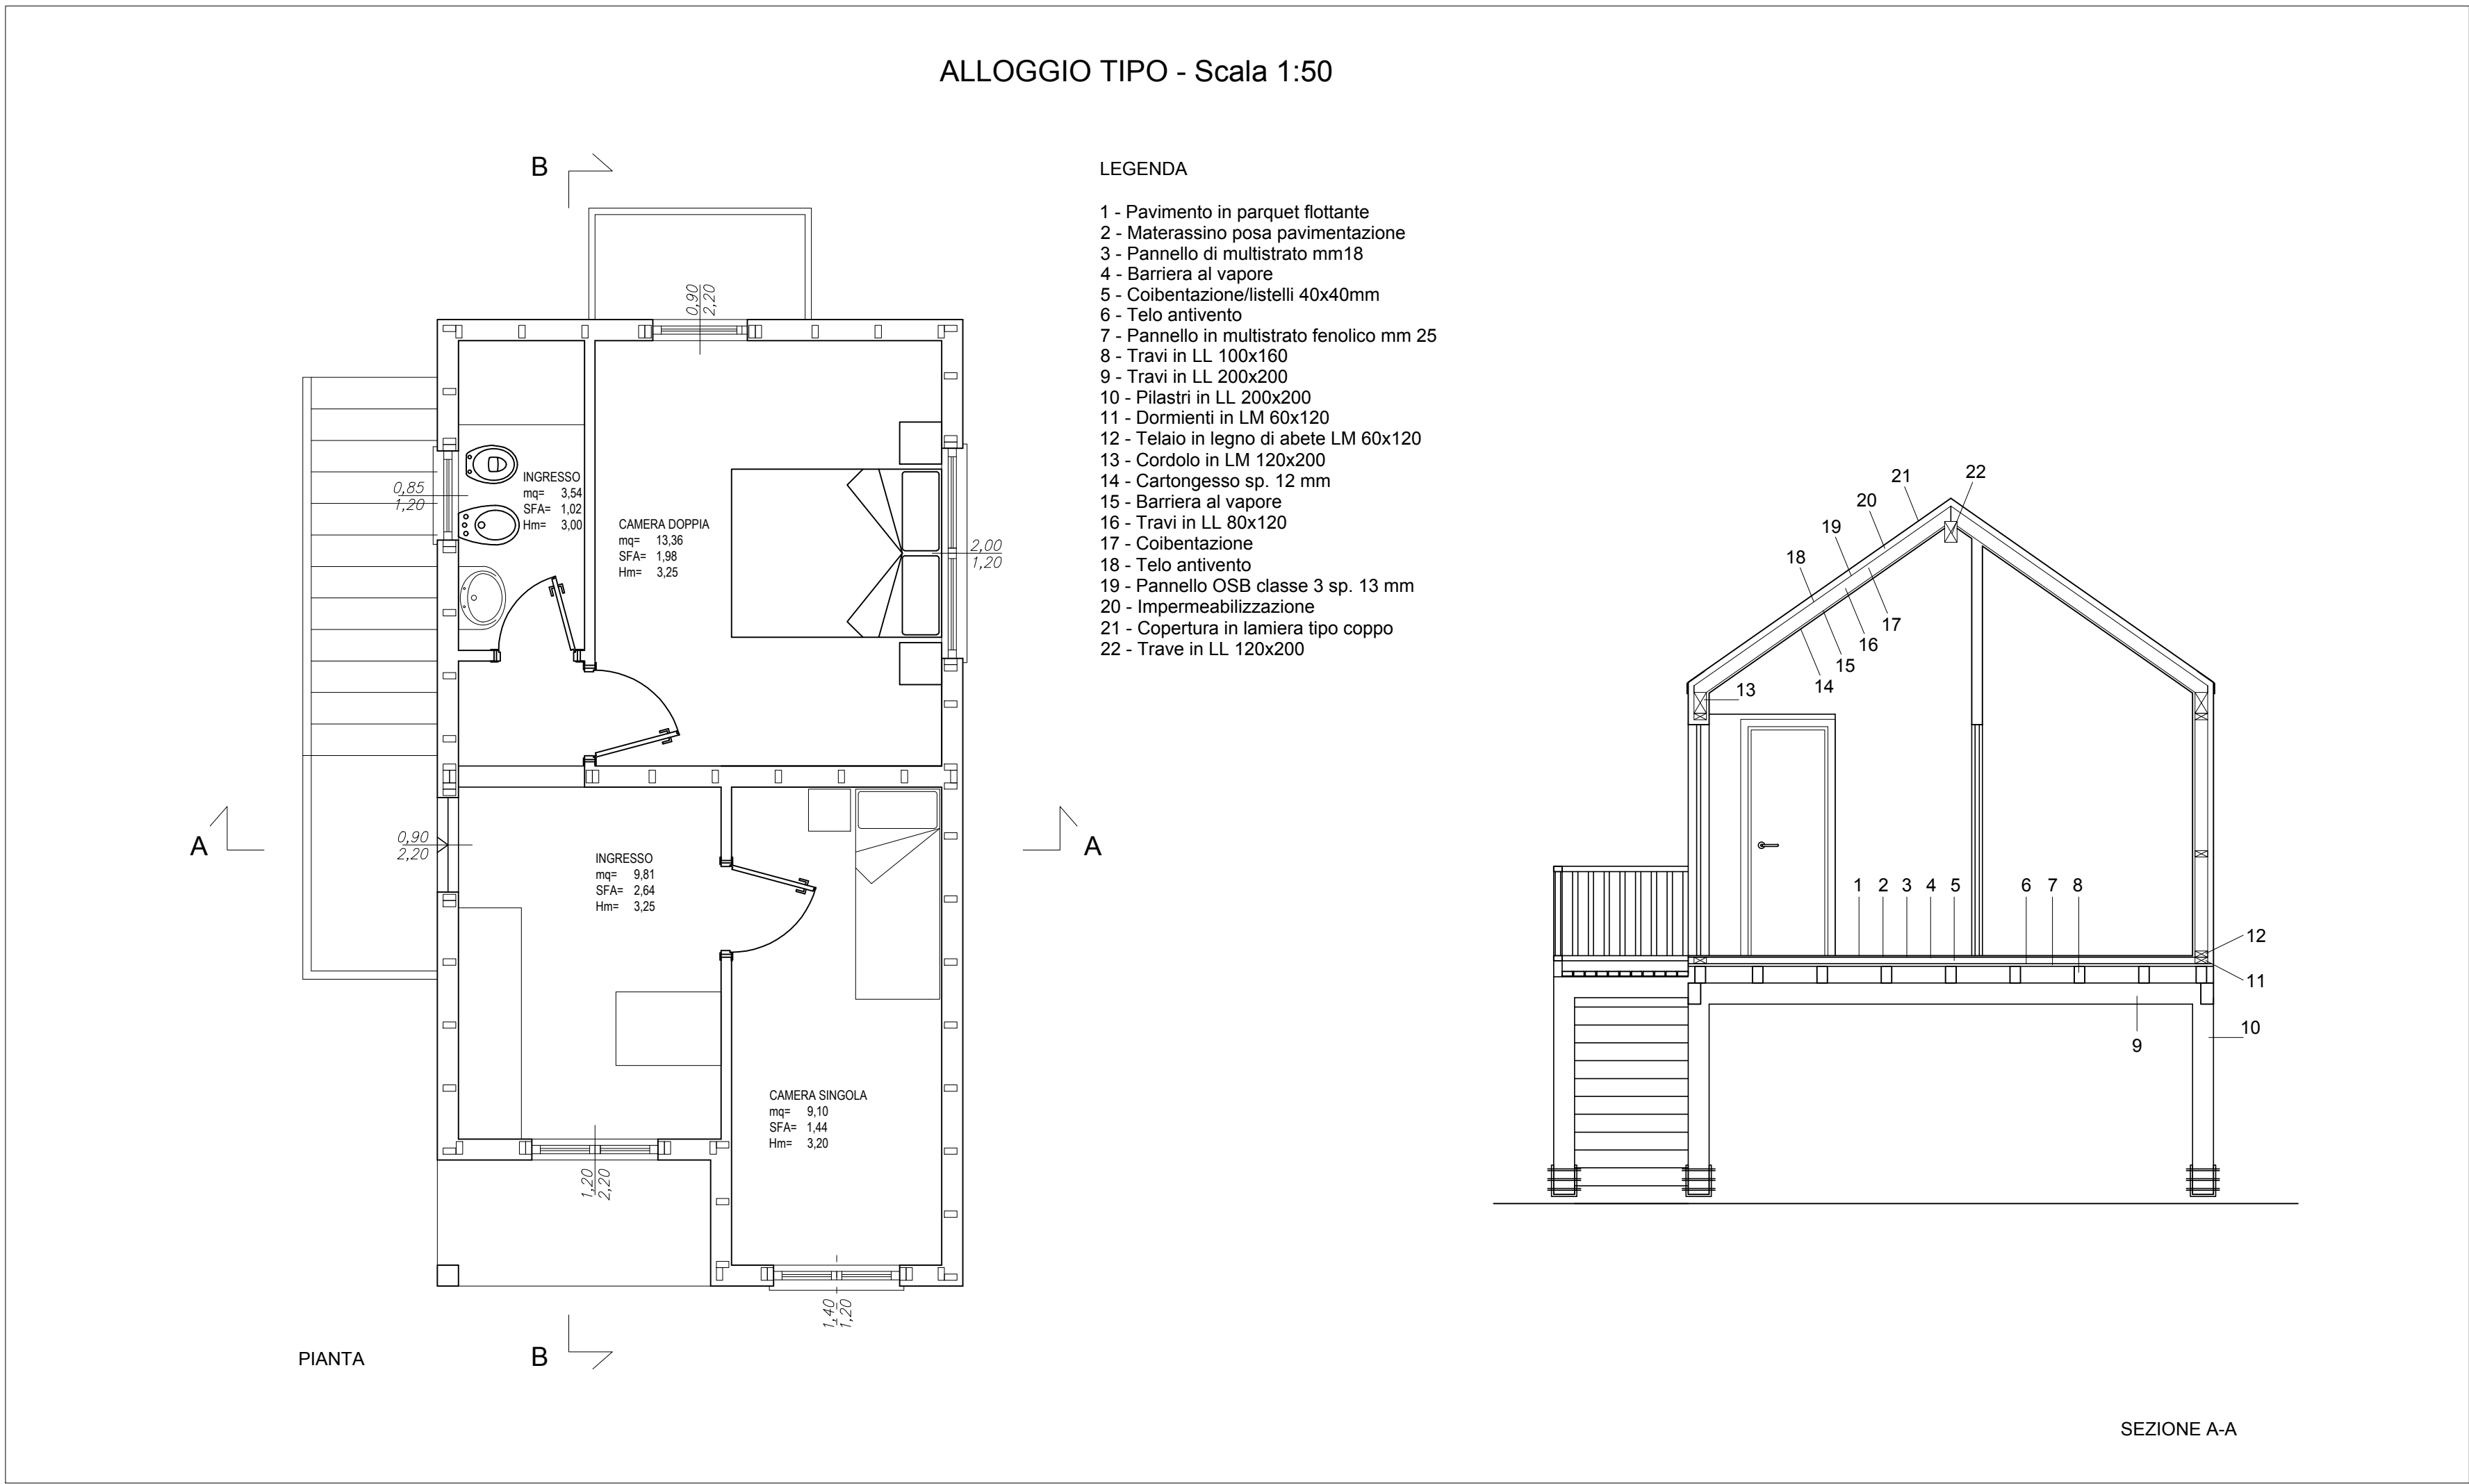 ALLOGGIO TIPO - Scala 1:50
B
0,90
2,20
0,85
1,20
INGRESSO
mq= 3,54
SFA= 1,02
Hm= 3,00
CAMERA DOPPIA
mq= 13,36
SFA= 1,98
Hm= 3,25
2,00
1,20
A
0,90
2,20
INGRESSO
mq= 9,81
SFA= 2,64
Hm= 3,25
A
CAMERA SINGOLA
mq= 9,10
SFA= 1,44
Hm= 3,20
1,20
2,20
1,40
1,20
B
PIANTA
LEGENDA
1 - Pavimento in parquet flottante
2 - Materassino posa pavimentazione
3 - Pannello di multistrato mm18
4 - Barriera al vapore
5 - Coibentazione/listelli 40x40mm
6 - Telo antivento
7 - Pannello in multistrato fenolico mm 25
8 - Travi in LL 100x160
9 - Travi in LL 200x200
10 - Pilastri in LL 200x200
11 - Dormienti in LM 60x120
12 - Telaio in legno di abete LM 60x120
13 - Cordolo in LM 120x200
14 - Cartongesso sp. 12 mm
15 - Barriera al vapore
16 - Travi in LL 80x120
17 - Coibentazione
18 - Telo antivento
19 - Pannello OSB classe 3 sp. 13 mm
20 - Impermeabilizzazione
21 - Copertura in lamiera tipo coppo
22 - Trave in LL 120x200
21
22
20
19
18
17
16
15
14
13
1 2 3 4 5 6 7 8
12
11
10
9
SEZIONE A-A